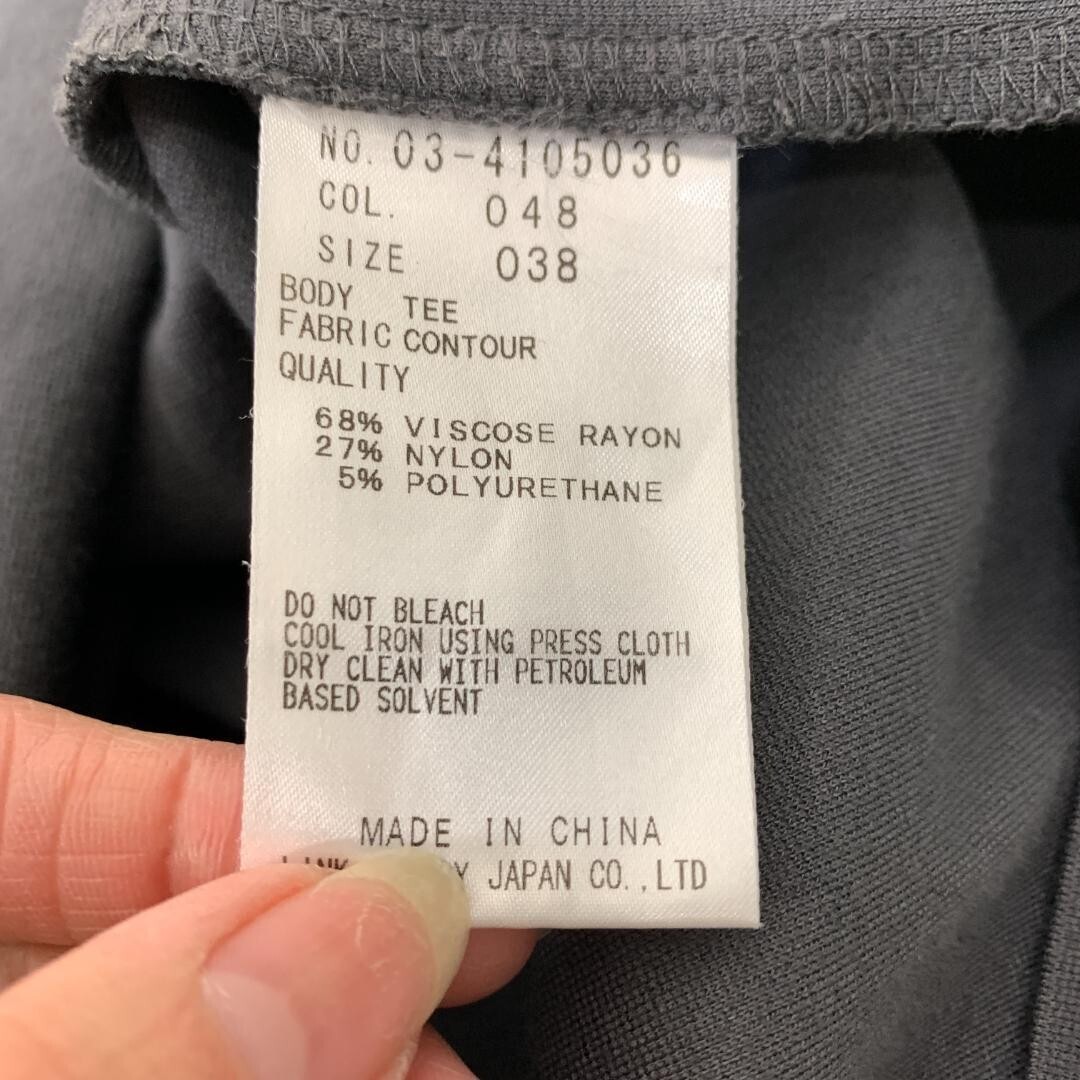 NO. 03-4105036
COL. 048
SIZE 038
BODY TEE
FABRIC CONTOUR
QUALITY
68% VISCOSE RAYON
27% NYLON
5% POLYURETHANE
DO NOT BLEACH
COOL IRON USING PRESS CLOTH
DRY CLEAN WITH PETROLEUM
BASED SOLVENT
MADE IN CHINA
JAPAN CO.,LTD